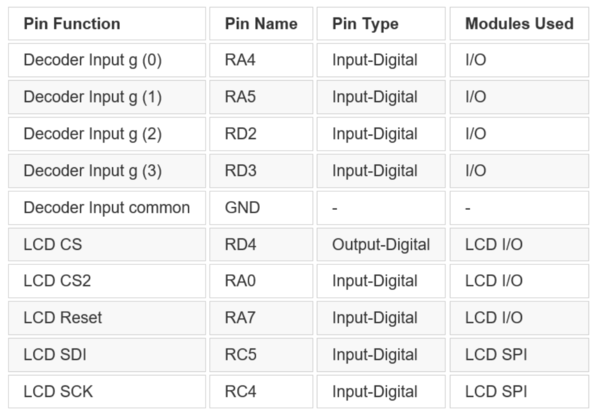 Pin Function Pin Name Pin Type Modules Used
Decoder Input g (0) RA4 Input-Digital I/O
Decoder Input g (1) RA5 Input-Digital I/O
Decoder Input g (2) RD2 Input-Digital I/O
Decoder Input g (3) RD3 Input-Digital I/O
Decoder Input common GND - -
LCD CS RD4 Output-Digital LCD I/O
LCD CS2 RA0 Input-Digital LCD I/O
LCD Reset RA7 Input-Digital LCD I/O
LCD SDI RC5 Input-Digital LCD SPI
LCD SCK RC4 Input-Digital LCD SPI